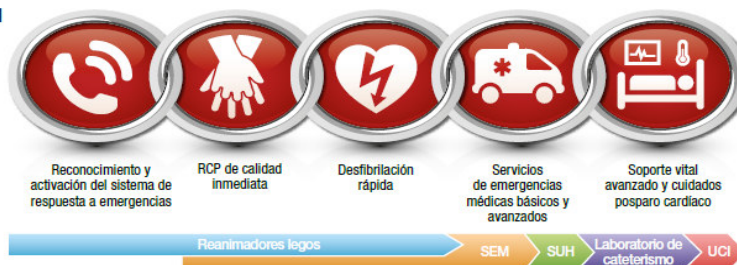 Reconocimiento y
activación del sistema de
respuesta a emergencias
RCP de calidad
inmediata
Desfibrilación
rápida
Servicios
de emergencias
médicas básicos y
avanzados
Soporte vital
avanzado y cuidados
posparo cardíaco
Reanimadores legos
SEM
SUH
Laboratorio de
cateterismo
UCI